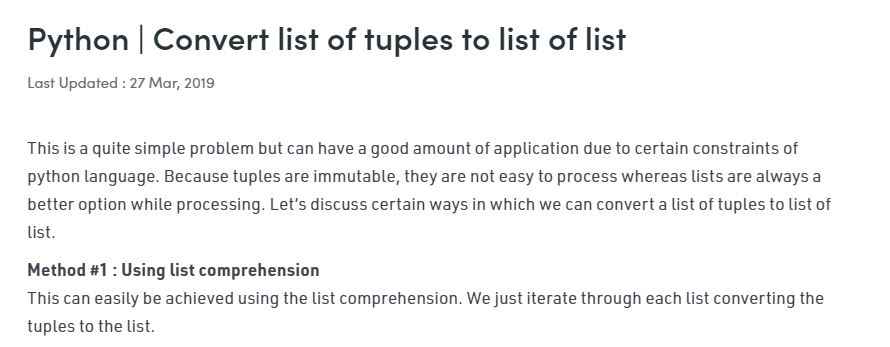 Python | Convert list of tuples to list of list
Last Updated : 27 Mar, 2019
This is a quite simple problem but can have a good amount of application due to certain constraints of
python language. Because tuples are immutable, they are not easy to process whereas lists are always a
better option while processing. Let’s discuss certain ways in which we can convert a list of tuples to list of
list.
Method #1 : Using list comprehension
This can easily be achieved using the list comprehension. We just iterate through each list converting the
tuples to the list.